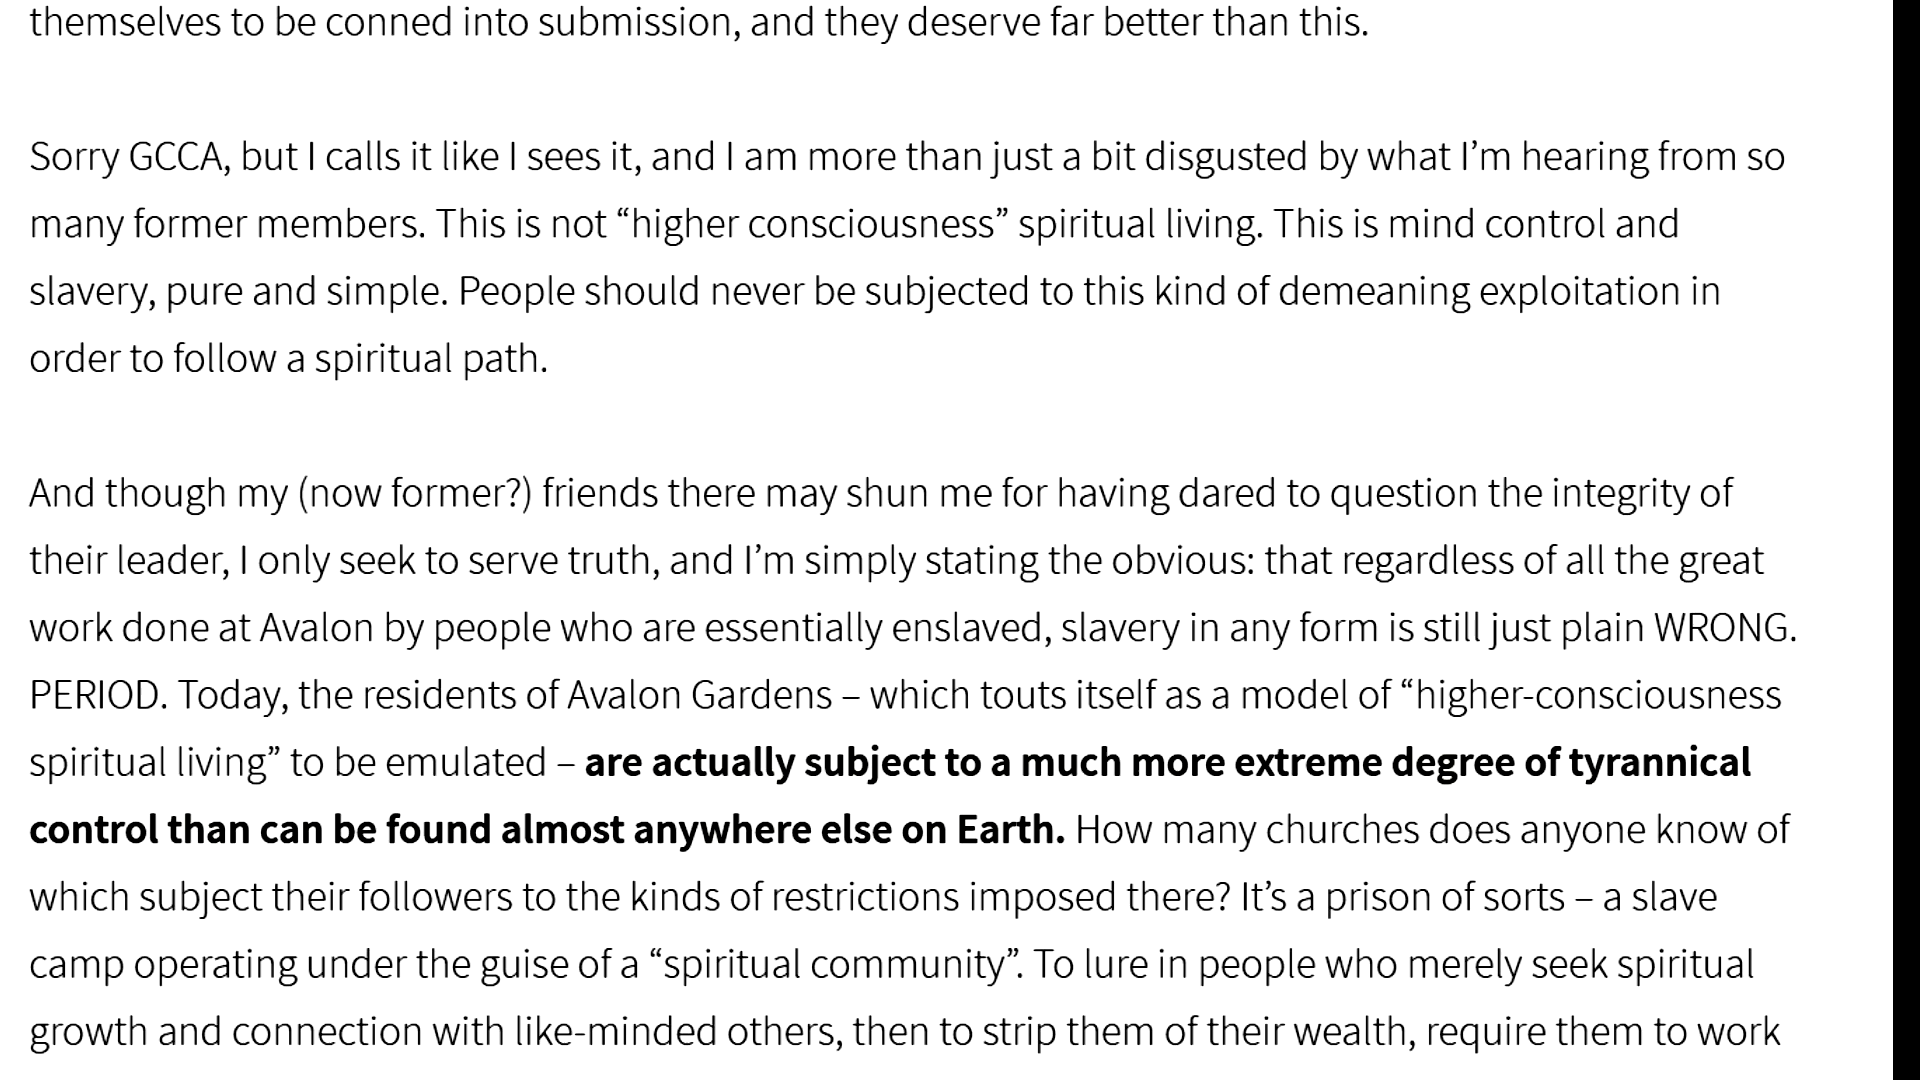 themselves to be conned into submission, and they deserve far better than this.
Sorry GCCA, but I calls it like I sees it, and I am more than just a bit disgusted by what I’m hearing from so
many former members. This is not “higher consciousness” spiritual living. This is mind control and
slavery, pure and simple. People should never be subjected to this kind of demeaning exploitation in
order to follow a spiritual path.
And though my (now former?) friends there may shun me for having dared to question the integrity of
their leader, I only seek to serve truth, and I’m simply stating the obvious: that regardless of all the great
work done at Avalon by people who are essentially enslaved, slavery in any form is still just plain WRONG.
PERIOD. Today, the residents of Avalon Gardens – which touts itself as a model of “higher-consciousness
spiritual living” to be emulated – are actually subject to a much more extreme degree of tyrannical
control than can be found almost anywhere else on Earth. How many churches does anyone know of
which subject their followers to the kinds of restrictions imposed there? It’s a prison of sorts – a slave
camp operating under the guise of a “spiritual community”. To lure in people who merely seek spiritual
growth and connection with like-minded others, then to strip them of their wealth, require them to work